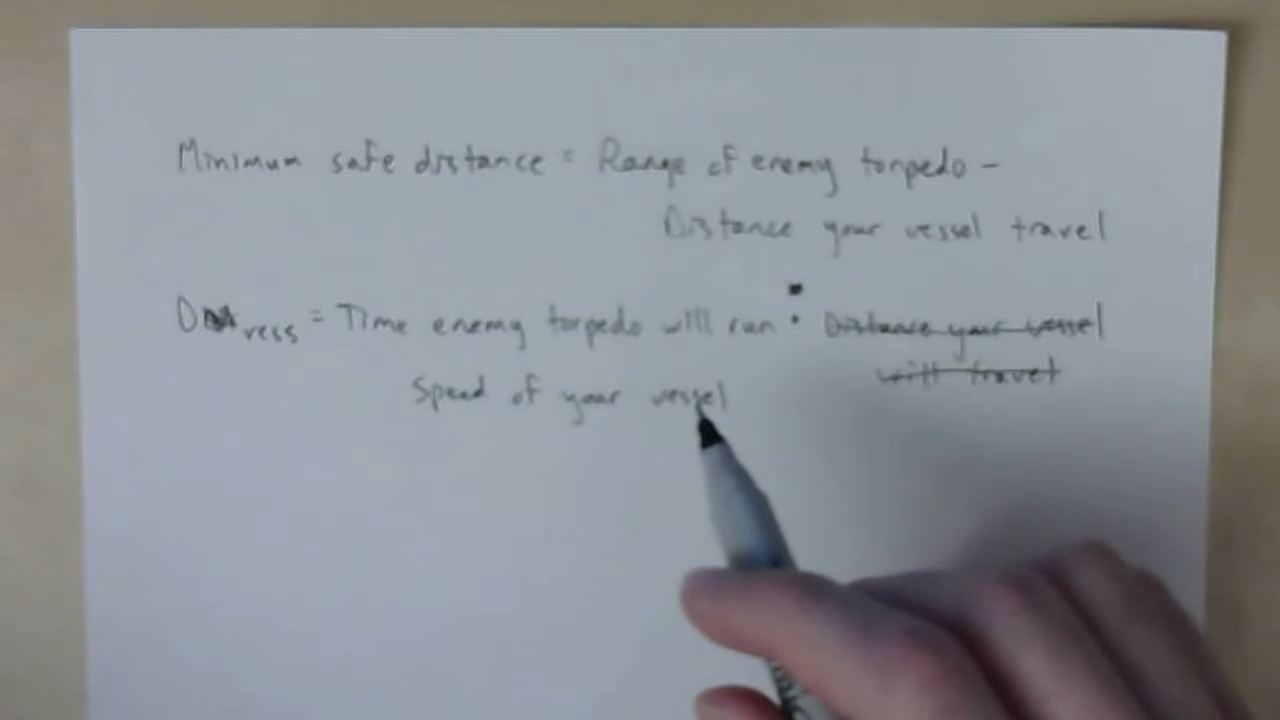 Minimum safe distance = Range of enemy torpedo -
Distance your vessel travel
D vess = Time enemy torpedo will run · Distance your vessel
will travel
Speed of your vessel